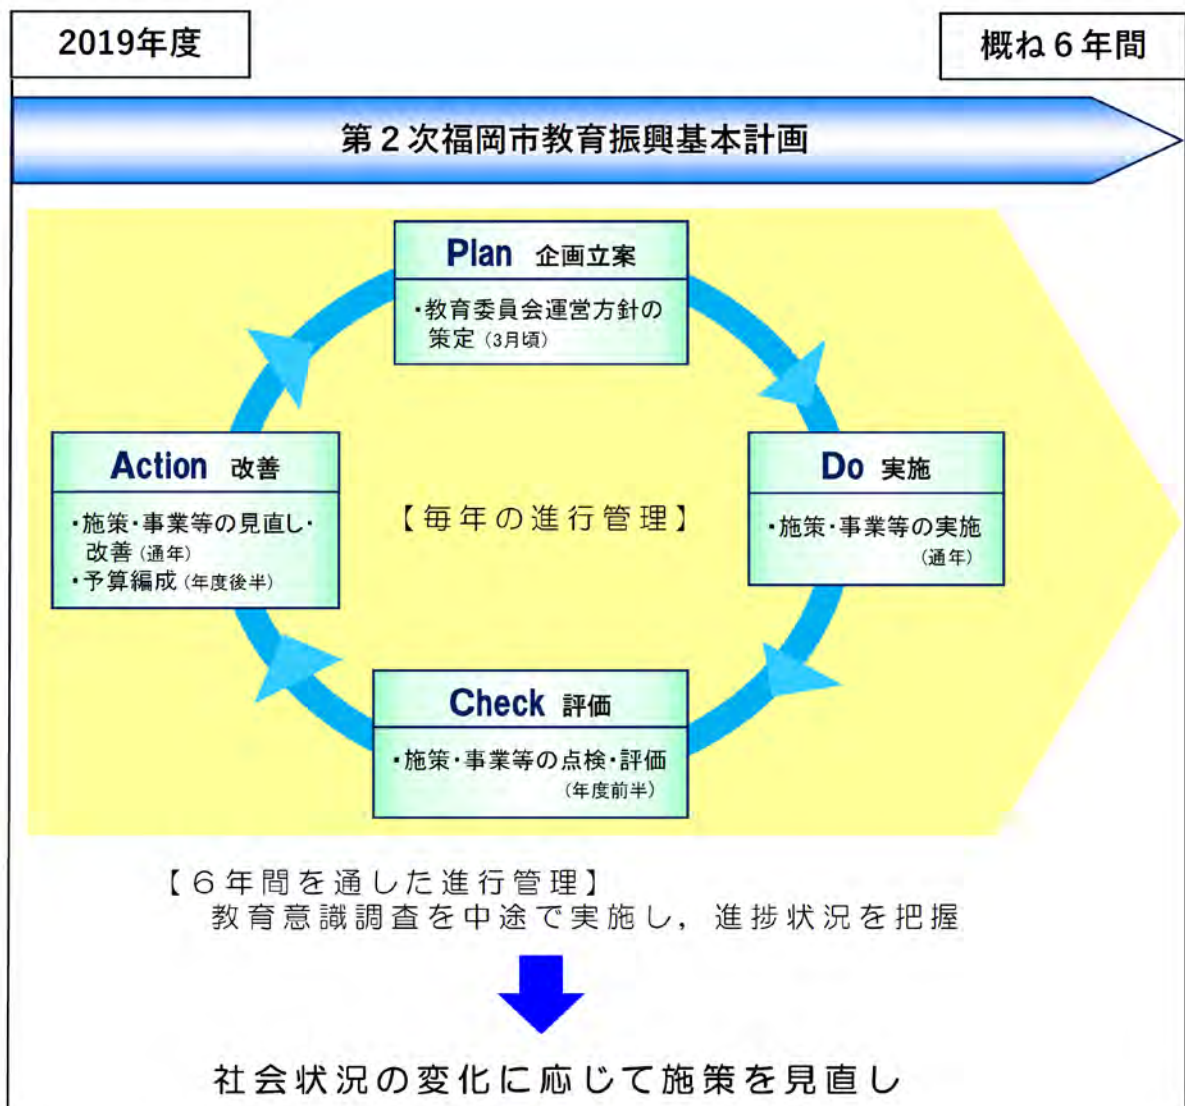 2019年度
概ね6年間
第2次福岡市教育振興基本計画
Plan 企画立案
・教育委員会運営方針の
策定(3月頃)
Do 実施
・施策・事業等の実施
(通年)
Action 改善
・施策・事業等の見直し・
改善(通年)
・予算編成(年度後半)
【毎年の進行管理】
Check 評価
・施策・事業等の点検・評価
(年度前半)
【6年間を通した進行管理】
教育意識調査を中途で実施し,進捗状況を把握
社会状況の変化に応じて施策を見直し